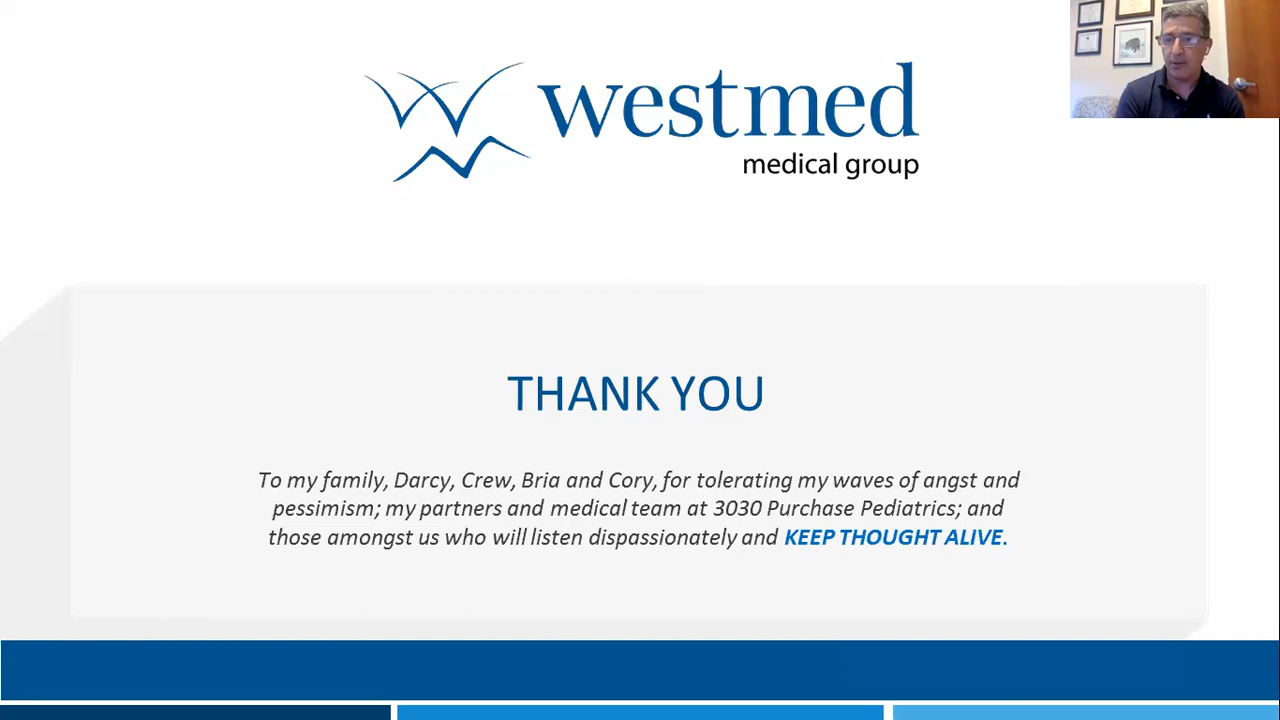 westmed
medical group
THANK YOU
To my family, Darcy, Crew, Bria and Cory, for tolerating my waves of angst and
pessimism; my partners and medical team at 3030 Purchase Pediatrics; and
those amongst us who will listen dispassionately and KEEP THOUGHT ALIVE.